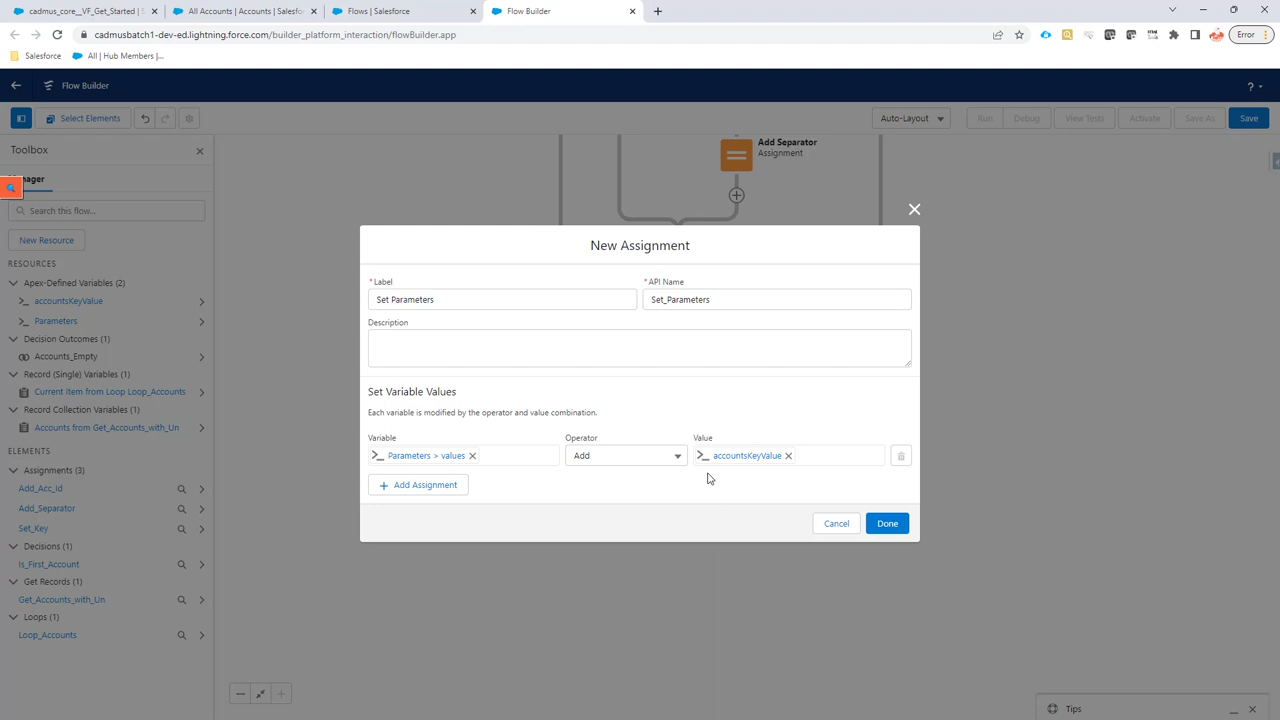 cadmus_core__VF_Get_Started | S
All Accounts | Accounts | Salesfor
Flows | Salesforce
Flow Builder
cadmusbatch1-dev-ed.lightning.force.com/builder_platform_interaction/flowBuilder.app
Error
Salesforce
All | Hub Members |...
Flow Builder
?
Select Elements
Auto-Layout
Run
Debug
View Tests
Activate
Save As
Save
Toolbox
nager
Search this flow...
New Resource
RESOURCES
Apex-Defined Variables (2)
accountsKeyValue
Parameters
Decision Outcomes (1)
Accounts_Empty
Record (Single) Variables (1)
Current Item from Loop Loop_Accounts
Record Collection Variables (1)
Accounts from Get_Accounts_with_Un
ELEMENTS
Assignments (3)
Add_Acc_Id
Add_Separator
Set_Key
Decisions (1)
Is_First_Account
Get Records (1)
Get_Accounts_with_Un
Loops (1)
Loop_Accounts
Add Separator
Assignment
New Assignment
*Label
*API Name
Set Parameters
Set_Parameters
Description
Set Variable Values
Each variable is modified by the operator and value combination.
Variable
Operator
Value
Parameters > values
Add
accountsKeyValue
Add Assignment
Cancel
Done
Tips